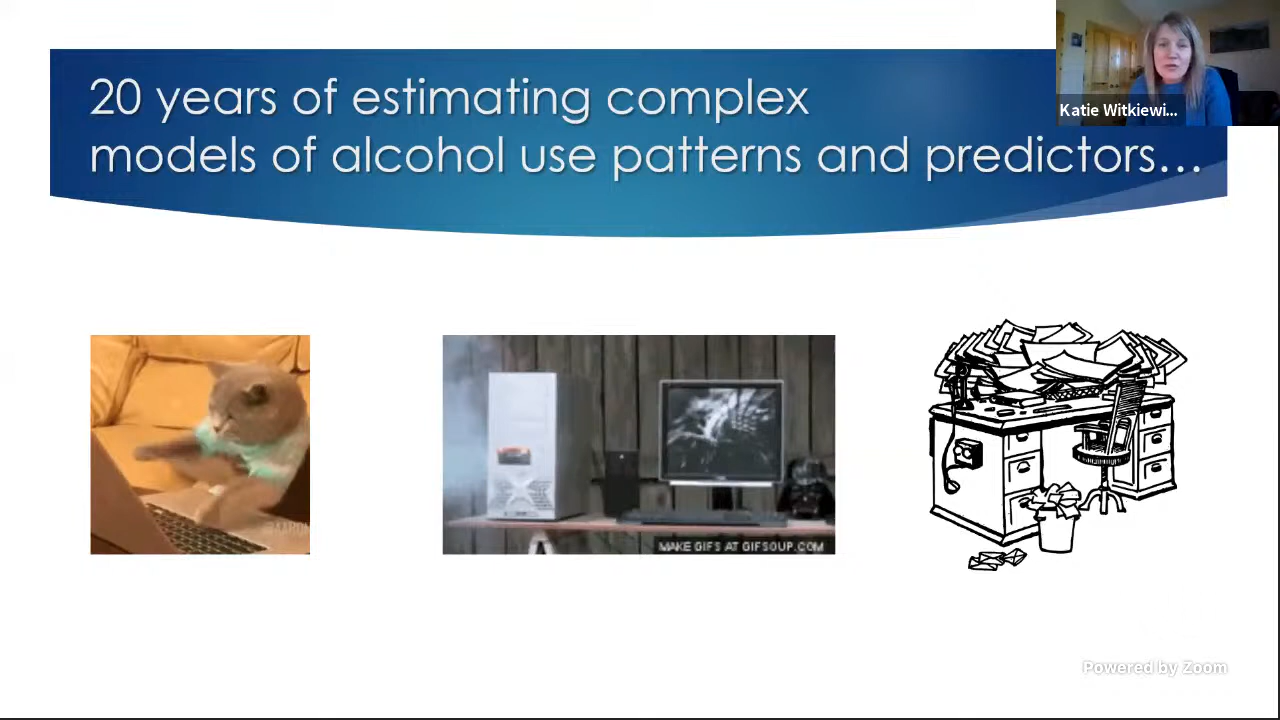 20 years of estimating complex
models of alcohol use patterns and predictors...
Katie Witkiewi...
MAKE GIFS AT GIFSOUP.COM
Powered by Zoom